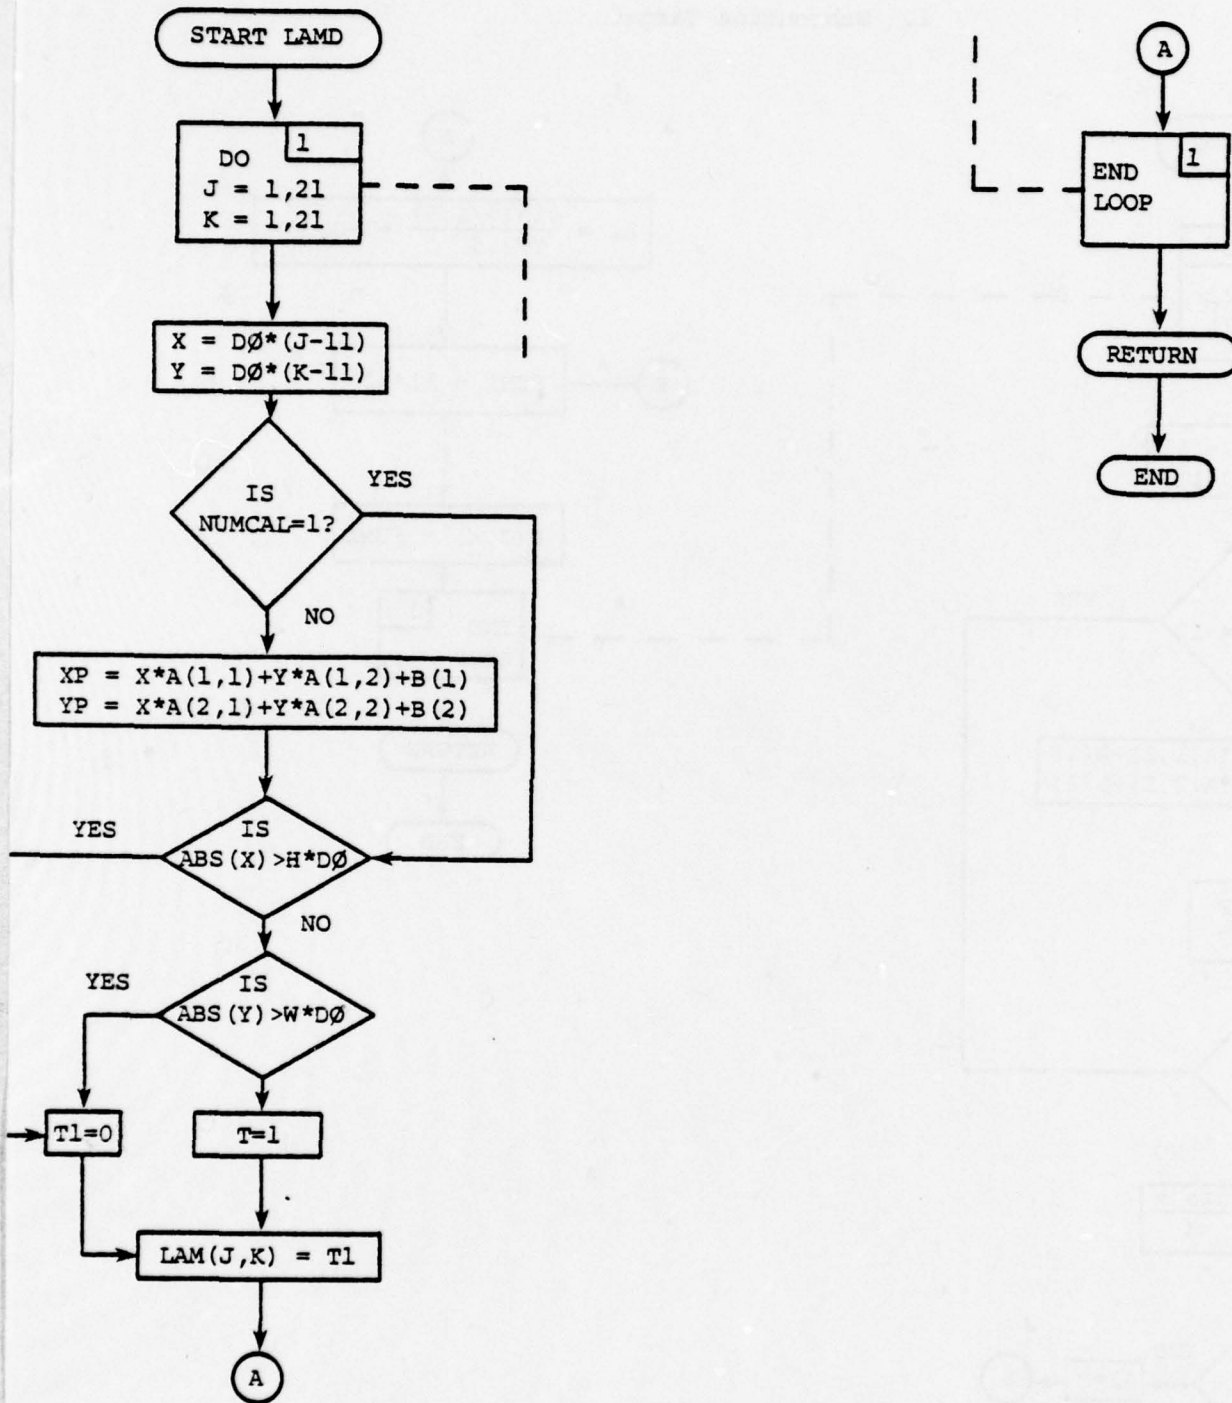 START LAMD
1
DO
J = 1,21
K = 1,21
X = DØ*(J-11)
Y = DØ*(K-11)
IS
NUMCAL=1?
YES
NO
XP = X*A(1,1)+Y*A(1,2)+B(1)
YP = X*A(2,1)+Y*A(2,2)+B(2)
YES
IS
ABS(X)>H*DØ
NO
YES
IS
ABS(Y)>W*DØ
T1=0
T=1
LAM(J,K) = T1
A
A
1
END
LOOP
RETURN
END